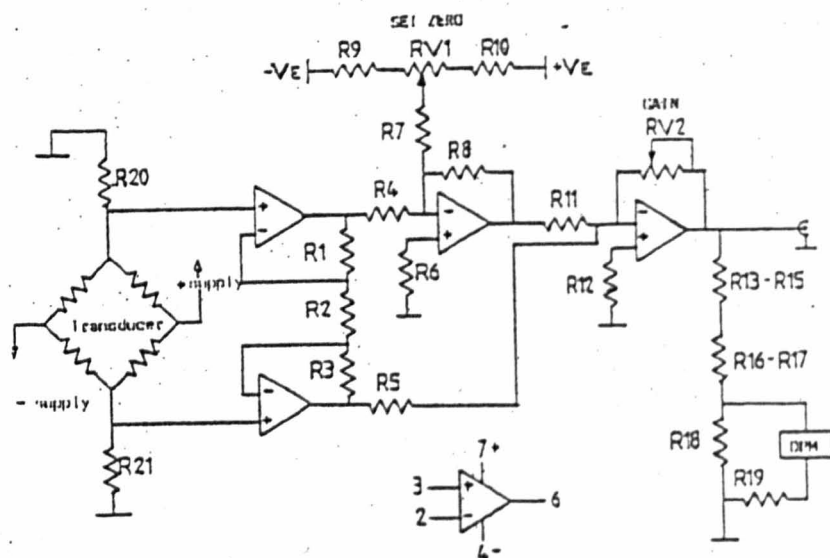 SET ZERO
R9 RV1 R10
-VE +VE
R7
GAIN
RV2
R20
R8
R4
R11
R1
R6
R12
R13-R15
+supply
R2
Transducer
R3
R16-R17
- supply
R5
R18
DPM
R21
R19
7+
3 + 6
2 -
4-